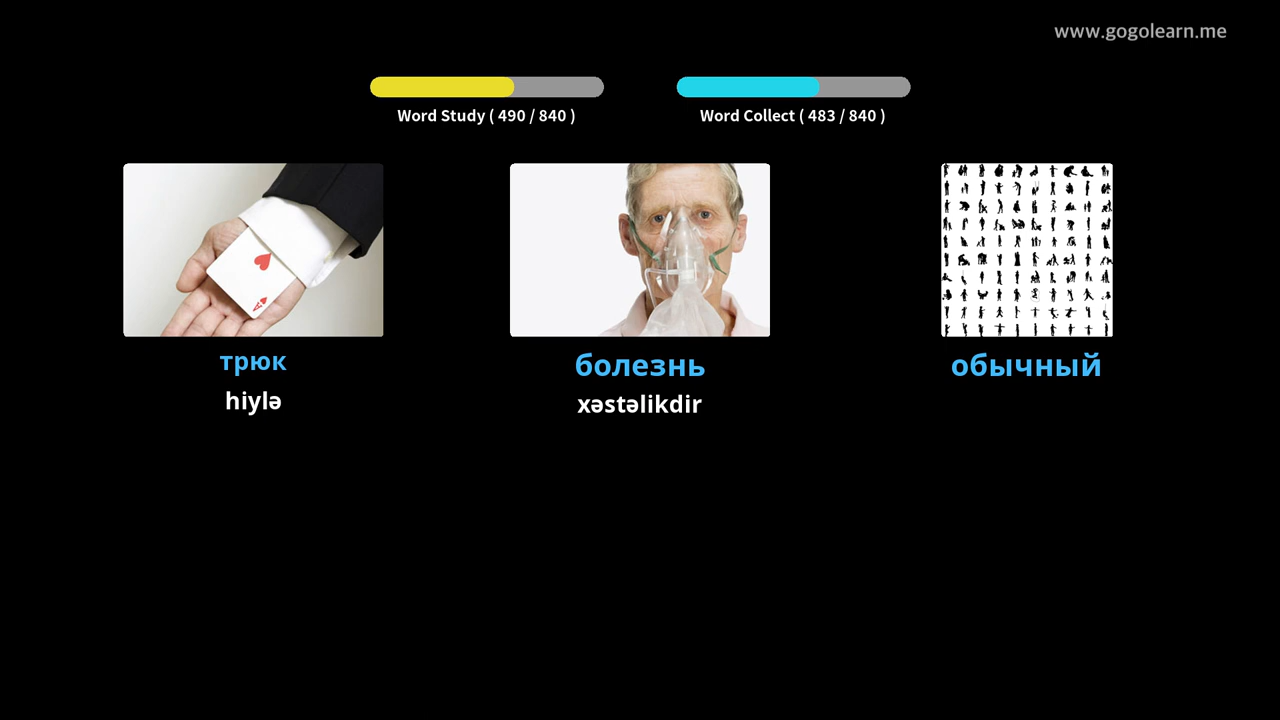 www.gogolearn.me
Word Study ( 490 / 840 )
Word Collect ( 483 / 840 )
трюк
hiylə
болезнь
xəstəlikdir
обычный